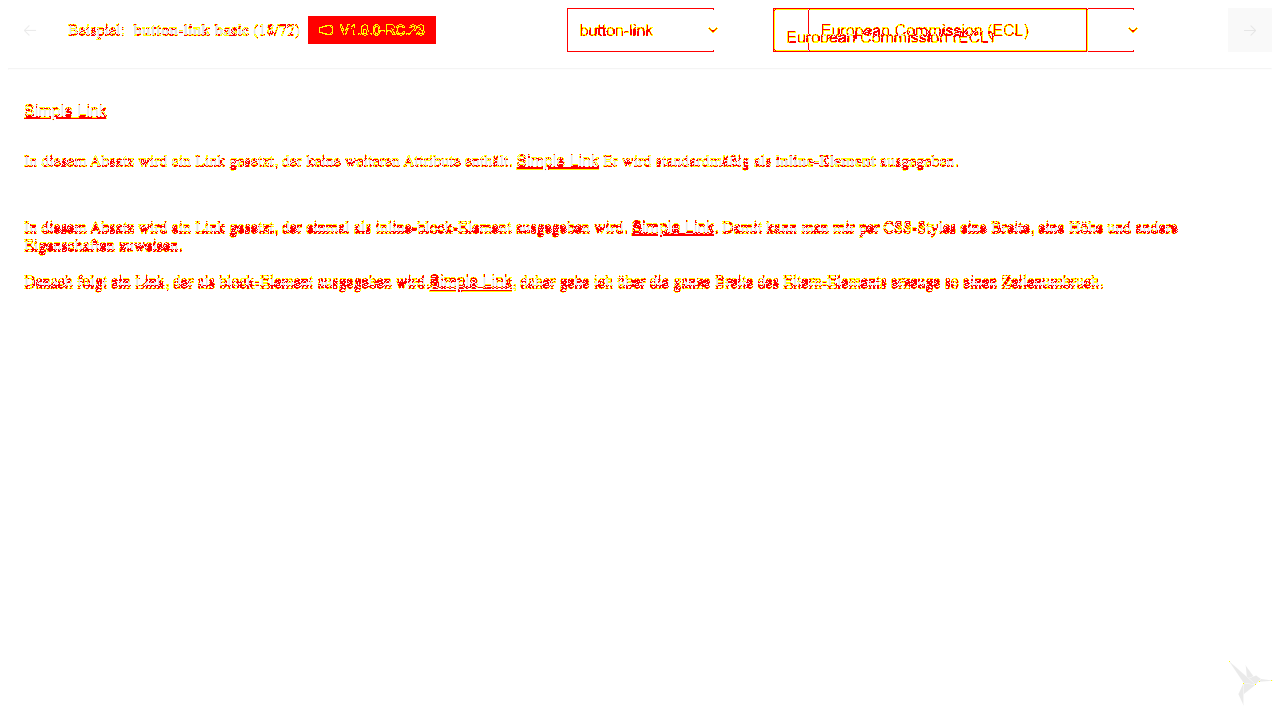 Beispiel: button-link basic (
V1.0.0-RC.
button-link
European Commission (ECL)
European Commission (ECL)
Simple Link
In diesem Absatz wird ein Link gesetzt, der keine weiteren Attribute enthält. Simple Link Er wird standardmäßig als inline-Element ausgegeben.
In diesem Absatz wird ein Link gesetzt, der einmal als inline-block-Element ausgegeben wird. Simple Link. Damit kann man mir per CSS-Styles eine Breite, eine Höhe und andere
Eigenschaften zuweisen.
Danach folgt ein Link, der als block-Element ausgegeben wird.Simple Link, daher gehe ich über die ganze Breite des Eltern-Elements erzeuge so einen Zeilenumbruch.